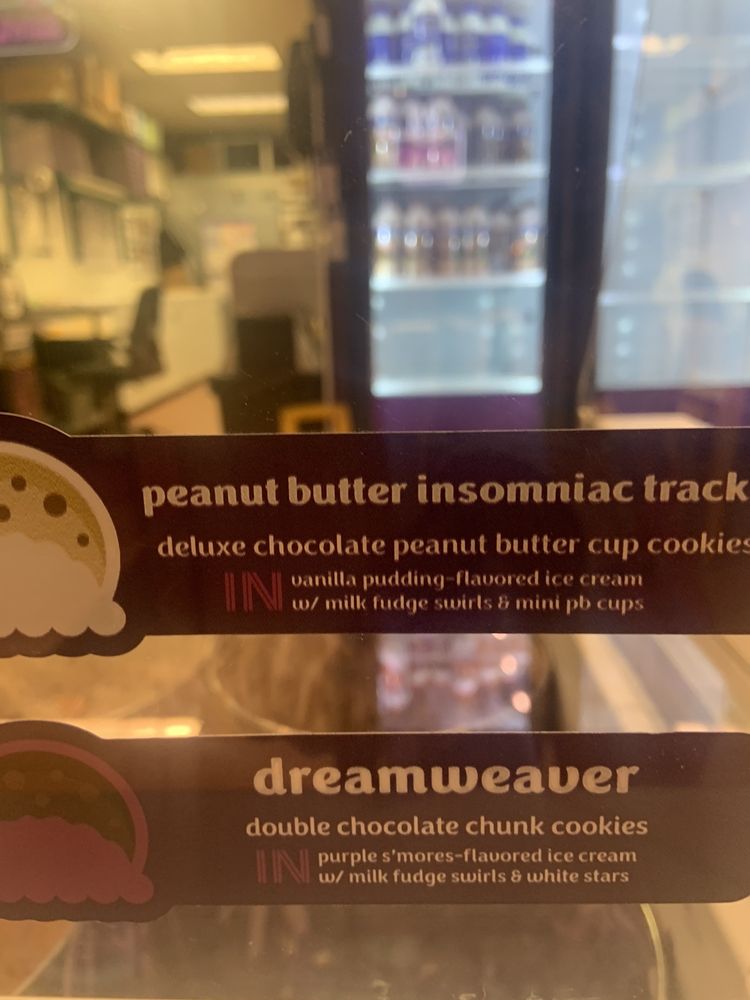 peanut butter insomniac track
deluxe chocolate peanut butter cup cookies
IN vanilla pudding-flavored ice cream
w/ milk fudge swirls & mini pb cups
dreamweaver
double chocolate chunk cookies
IN purple s'mores-flavored ice cream
w/ milk fudge swirls & white stars